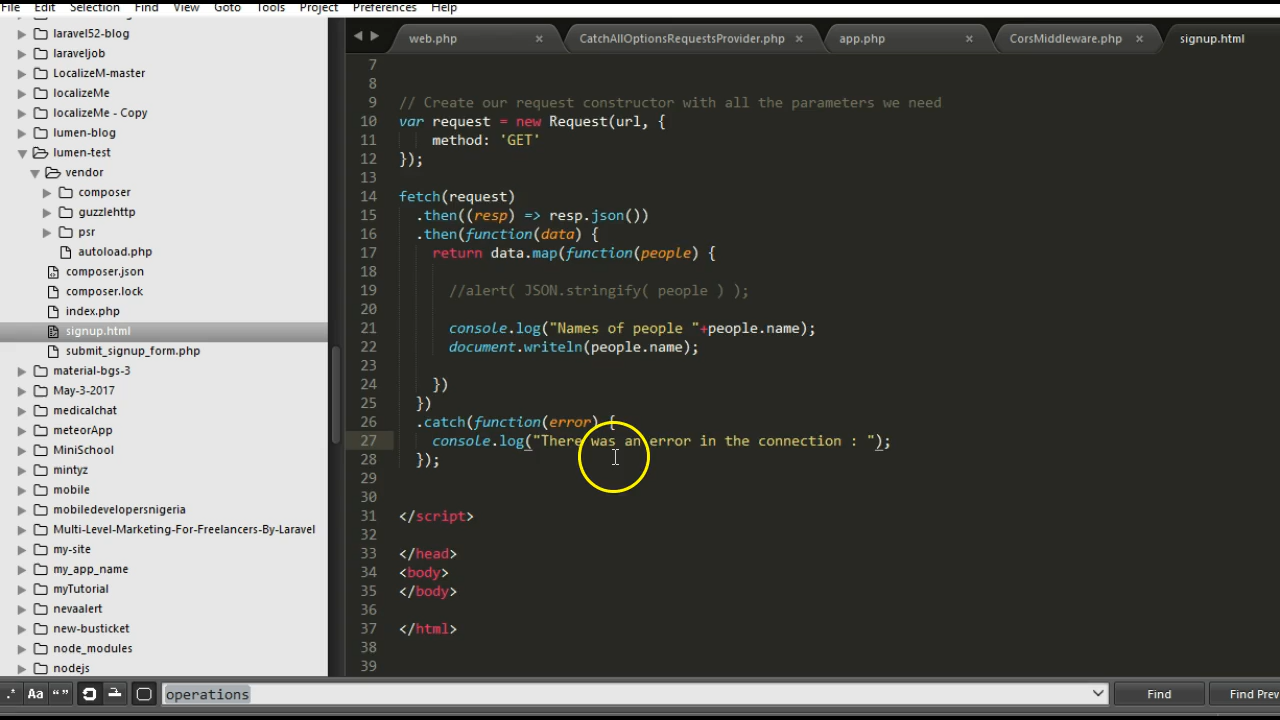 File Edit Selection Find View Goto Tools Project Preferences Help
laravel52-blog
laraveljob
LocalizeM-master
localizeMe
localizeMe - Copy
lumen-blog
lumen-test
vendor
composer
guzzlehttp
psr
autoload.php
composer.json
composer.lock
index.php
signup.html
submit_signup_form.php
material-bgs-3
May-3-2017
medicalchat
meteorApp
MiniSchool
mintyz
mobile
mobiledevelopersnigeria
Multi-Level-Marketing-For-Freelancers-By-Laravel
my-site
my_app_name
myTutorial
nevaalert
new-busticket
node_modules
nodejs
web.php × CatchAllOptionsRequestsProvider.php × app.php × CorsMiddleware.php × signup.html
7
8
9 // Create our request constructor with all the parameters we need
10 var request = new Request(url, {
11 method: 'GET'
12 });
13
14 fetch(request)
15 .then((resp) => resp.json())
16 .then(function(data) {
17 return data.map(function(people) {
18
19 //alert( JSON.stringify( people ) );
20
21 console.log("Names of people "+people.name);
22 document.writeln(people.name);
23
24 })
25 })
26 .catch(function(error) {
27 console.log("There was an error in the connection : ");
28 });
29
30
31 </script>
32
33 </head>
34 <body>
35 </body>
36
37 </html>
38
39
.* Aa “” operations Find Find Prev